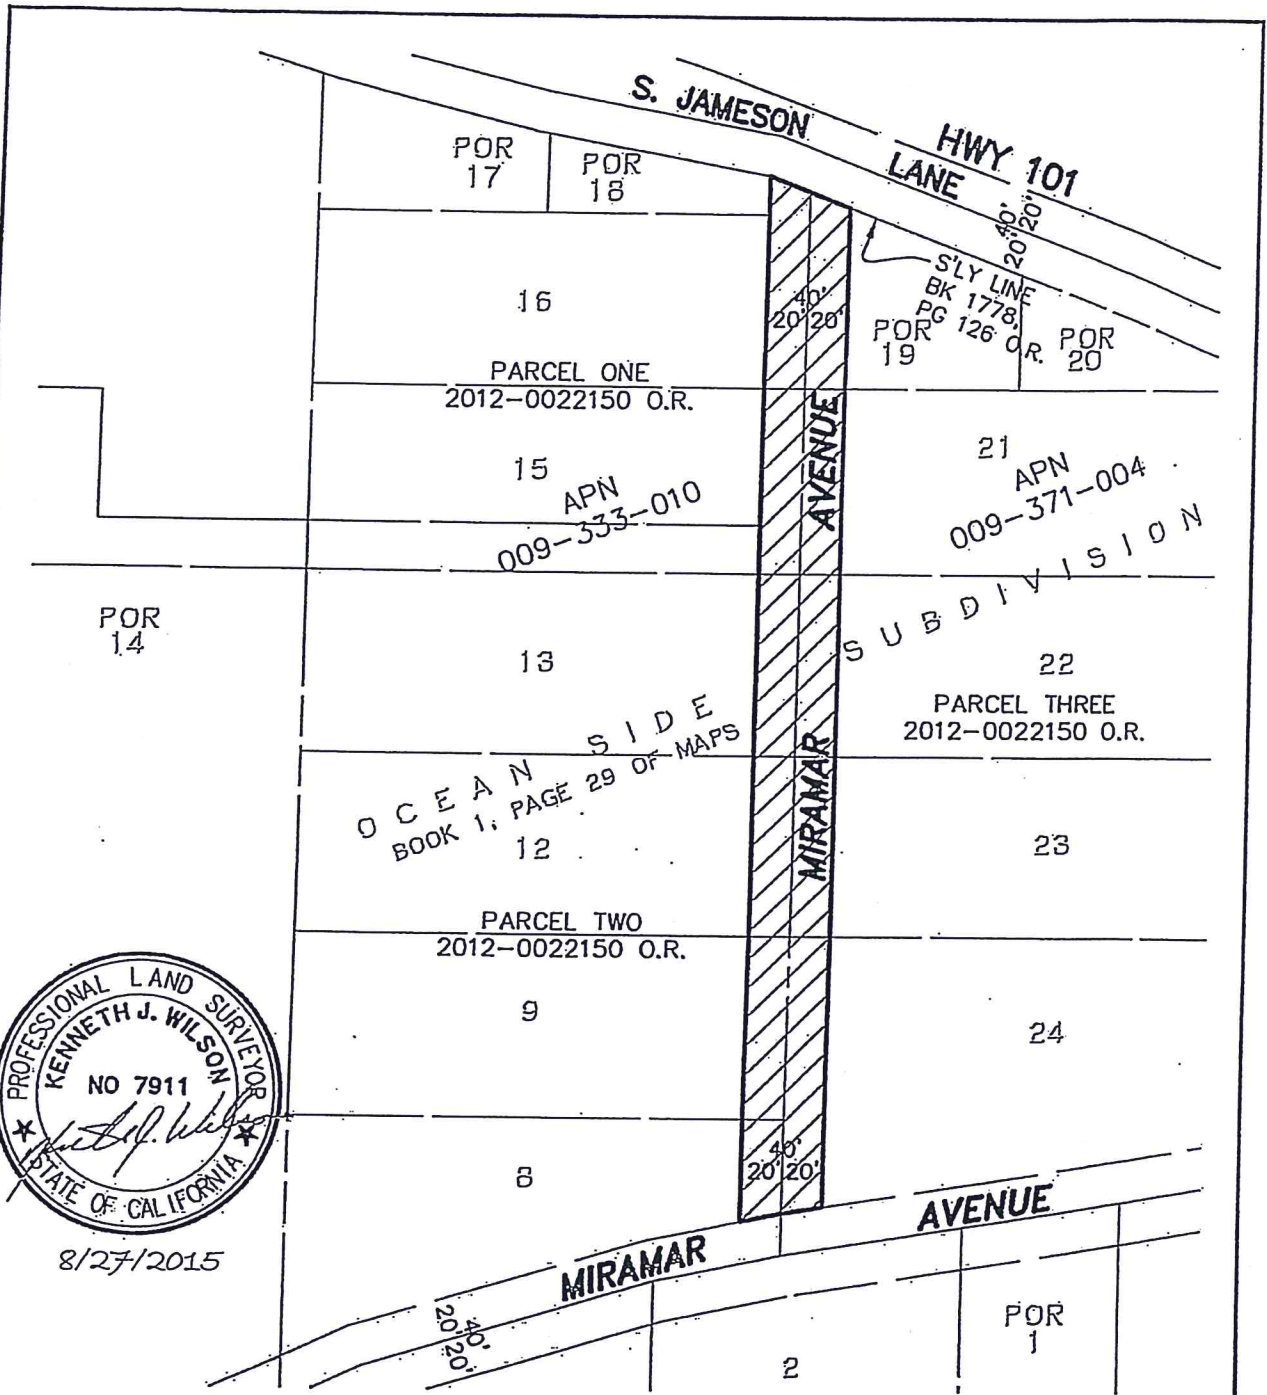 S. JAMESON
LANE
HWY 101
40'
20' 20'
POR
17
POR
18
S'LY LINE
BK 1778,
PG 126 O.R.
16
40'
20' 20'
POR
19
POR
20
PARCEL ONE
2012-0022150 O.R.
15
APN
009-333-010
21
APN
009-371-004
MIRAMAR AVENUE
POR
14
13
OCEAN SIDE SUBDIVISION
BOOK 1, PAGE 29 OF MAPS
22
PARCEL THREE
2012-0022150 O.R.
12
23
PARCEL TWO
2012-0022150 O.R.
9
24
PROFESSIONAL LAND SURVEYOR
KENNETH J. WILSON
NO 7911
STATE OF CALIFORNIA
8/27/2015
8
40'
20' 20'
MIRAMAR AVENUE
40'
20' 20'
2
POR
1